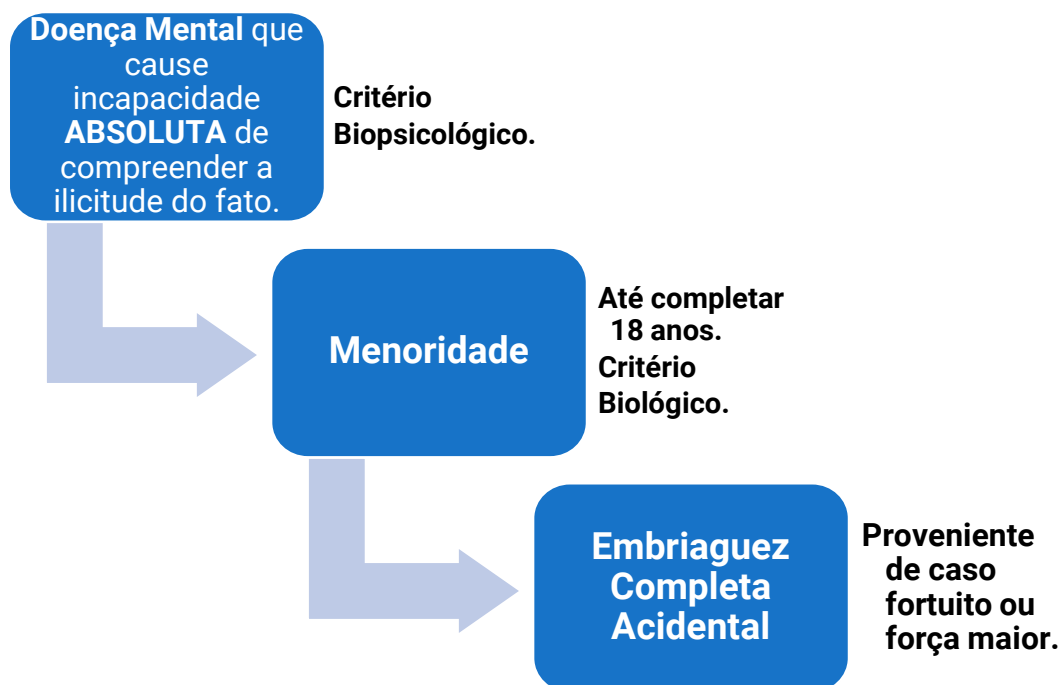 Doença Mental que
cause
incapacidade
ABSOLUTA de
compreender a
ilicitude do fato.
Critério
Biopsicológico.
Menoridade
Até completar
18 anos.
Critério
Biológico.
Embriaguez
Completa
Acidental
Proveniente
de caso
fortuito ou
força maior.